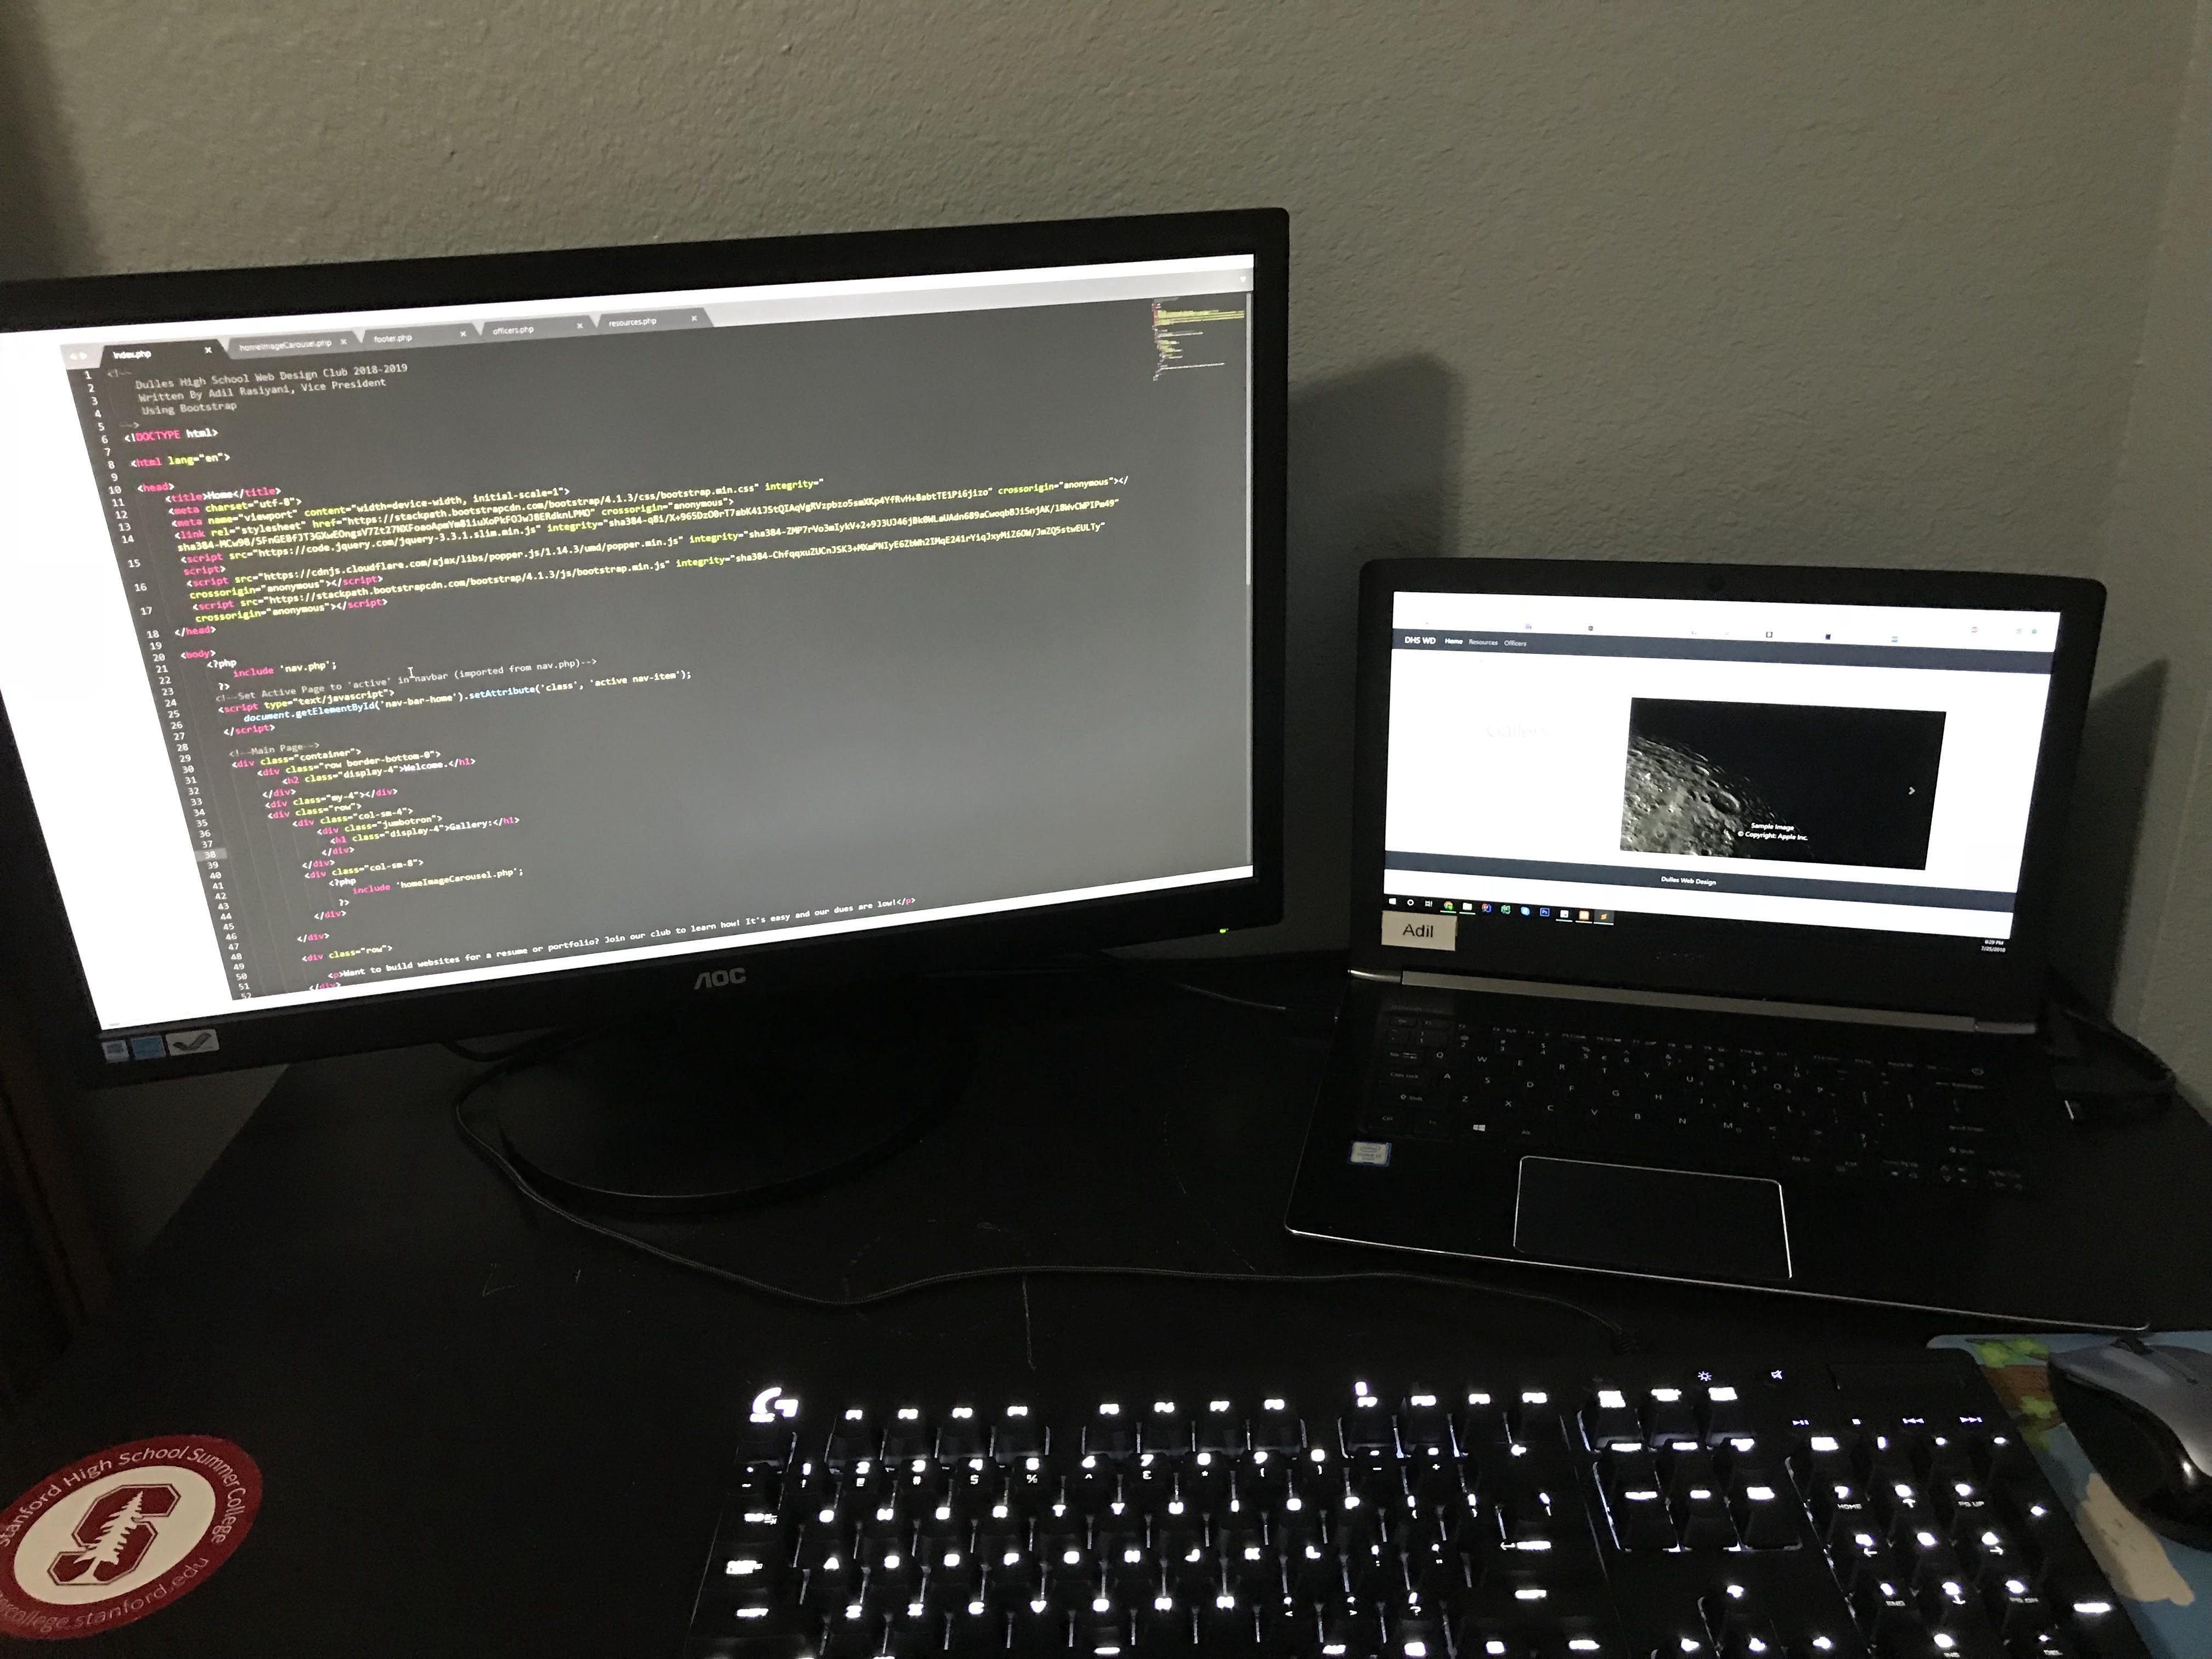 index.php
homeImageCarousel.php
footer.php
officers.php
resources.php
1 <!--
2 Dulles High School Web Design Club 2018-2019
3 Written By Adil Rasiyani, Vice President
4 Using Bootstrap
5 -->
6 <!DOCTYPE html>
7
8 <html lang="en">
9
10 <head>
11 <title>Home</title>
12 <meta charset="utf-8">
13 <meta name="viewport" content="width=device-width, initial-scale=1">
14 <link rel="stylesheet" href="https://stackpath.bootstrapcdn.com/bootstrap/4.1.3/css/bootstrap.min.css" integrity="
crossorigin="anonymous">
15 <script src="https://code.jquery.com/jquery-3.3.1.slim.min.js" integrity=" crossorigin="anonymous"></
script>
16 <script src="https://cdnjs.cloudflare.com/ajax/libs/popper.js/1.14.3/umd/popper.min.js" integrity="
crossorigin="anonymous"></script>
17 <script src="https://stackpath.bootstrapcdn.com/bootstrap/4.1.3/js/bootstrap.min.js" integrity="
crossorigin="anonymous"></script>
18 </head>
19
20 <body>
21 <?php
22 include 'nav.php';
23 ?>
24 <!--Set Active Page to 'active' in navbar (imported from nav.php)-->
25 <script type="text/javascript">
26 document.getElementById('nav-bar-home').setAttribute('class', 'active nav-item');
27 </script>
28
29 <!--Main Page-->
30 <div class="container">
31 <div class="row border-bottom-0">
32 <h2 class="display-4">Welcome.</h1>
33 </div>
34 <div class="my-4"></div>
35 <div class="row">
36 <div class="col-sm-4">
37 <div class="jumbotron">
38 <h1 class="display-4">Gallery:</h1>
39 </div>
40 </div>
41 <div class="col-sm-8">
42 <?php
43 include 'homeImageCarousel.php';
44 ?>
45 </div>
46
47 </div>
48 <div class="row">
49
50 <p>Want to build websites for a resume or portfolio? Join our club to learn how! It's easy and our dues are low!</p>
51 </div>
52
AOC
DHS WD Home Resources Officers
Sample Image
© Copyright: Apple Inc.
Dulles Web Design
Adil
Stanford High School Summer College
college.stanford.edu